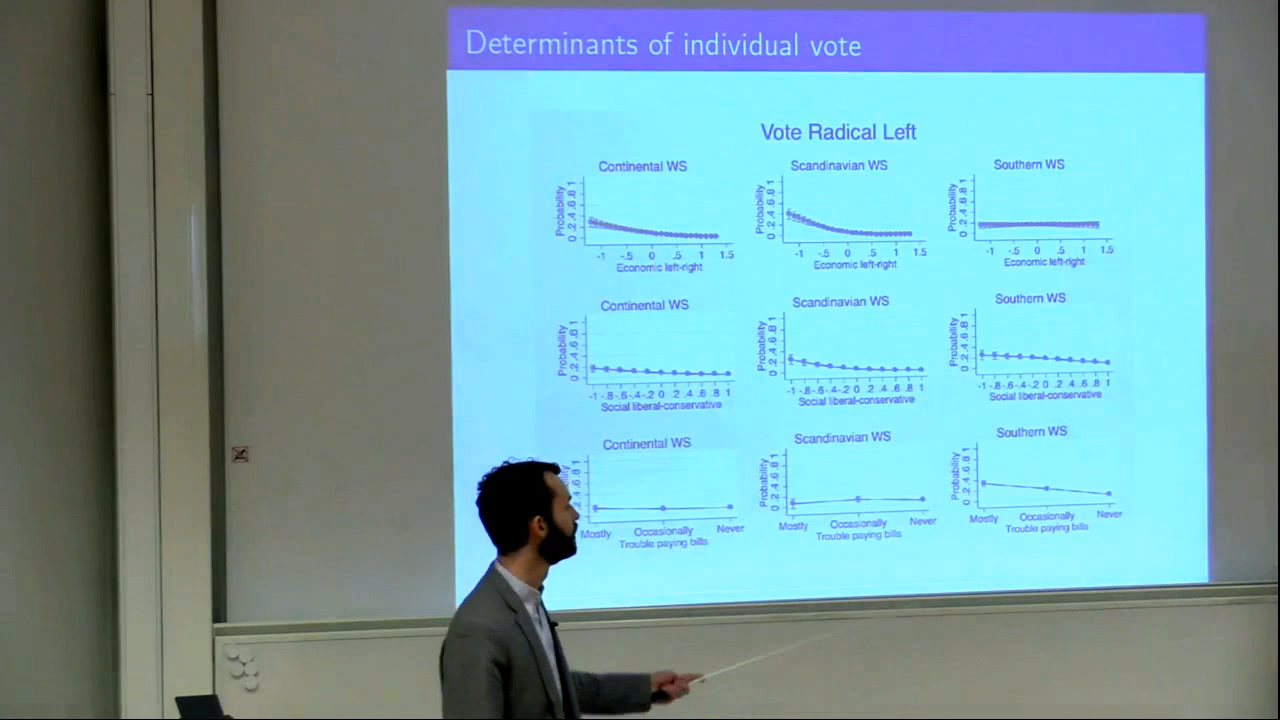 Determinants of individual vote
Vote Radical Left
Continental WS
Scandinavian WS
Southern WS
Probability
0 .2 .4 .6 .8 1
-1 -.5 0 .5 1 1.5
Economic left-right
Probability
0 .2 .4 .6 .8 1
-1 -.5 0 .5 1 1.5
Economic left-right
Probability
0 .2 .4 .6 .8 1
-1 -.5 0 .5 1 1.5
Economic left-right
Continental WS
Scandinavian WS
Southern WS
Probability
0 .2 .4 .6 .8 1
-1 -.8 -.6 -.4 -.2 0 .2 .4 .6 .8 1
Social liberal-conservative
Probability
0 .2 .4 .6 .8 1
-1 -.8 -.6 -.4 -.2 0 .2 .4 .6 .8 1
Social liberal-conservative
Probability
0 .2 .4 .6 .8 1
-1 -.8 -.6 -.4 -.2 0 .2 .4 .6 .8 1
Social liberal-conservative
Continental WS
Scandinavian WS
Southern WS
Mostly Occasionally Never
Trouble paying bills
Probability
0 .2 .4 .6 .8 1
Mostly Occasionally Never
Trouble paying bills
Probability
0 .2 .4 .6 .8 1
Mostly Occasionally Never
Trouble paying bills